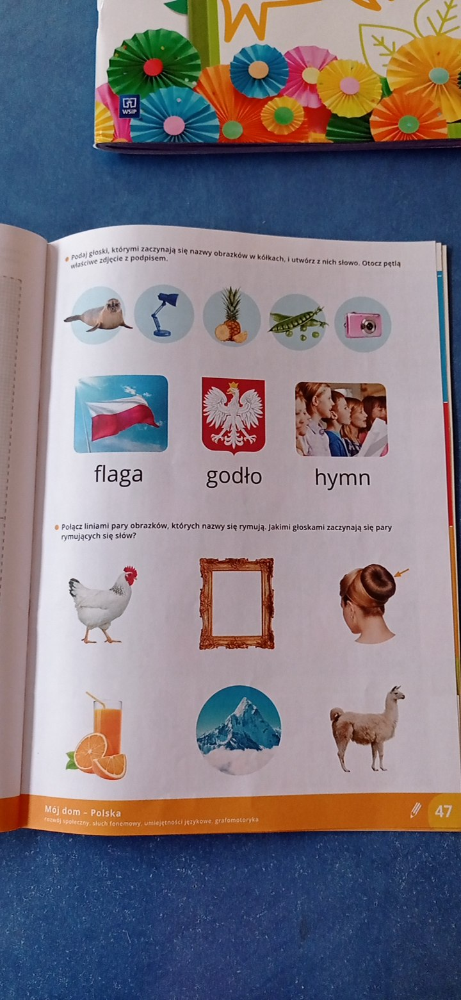 WSiP
Podaj głoski, którymi zaczynają się nazwy obrazków w kółkach, i utwórz z nich słowo. Otocz pętlą
właściwe zdjęcie z podpisem.
flaga
godło
hymn
Połącz liniami pary obrazków, których nazwy się rymują. Jakimi głoskami zaczynają się pary
rymujących się słów?
Mój dom – Polska
rozwój społeczny, słuch fonemowy, umiejętności językowe, grafomotoryka
47